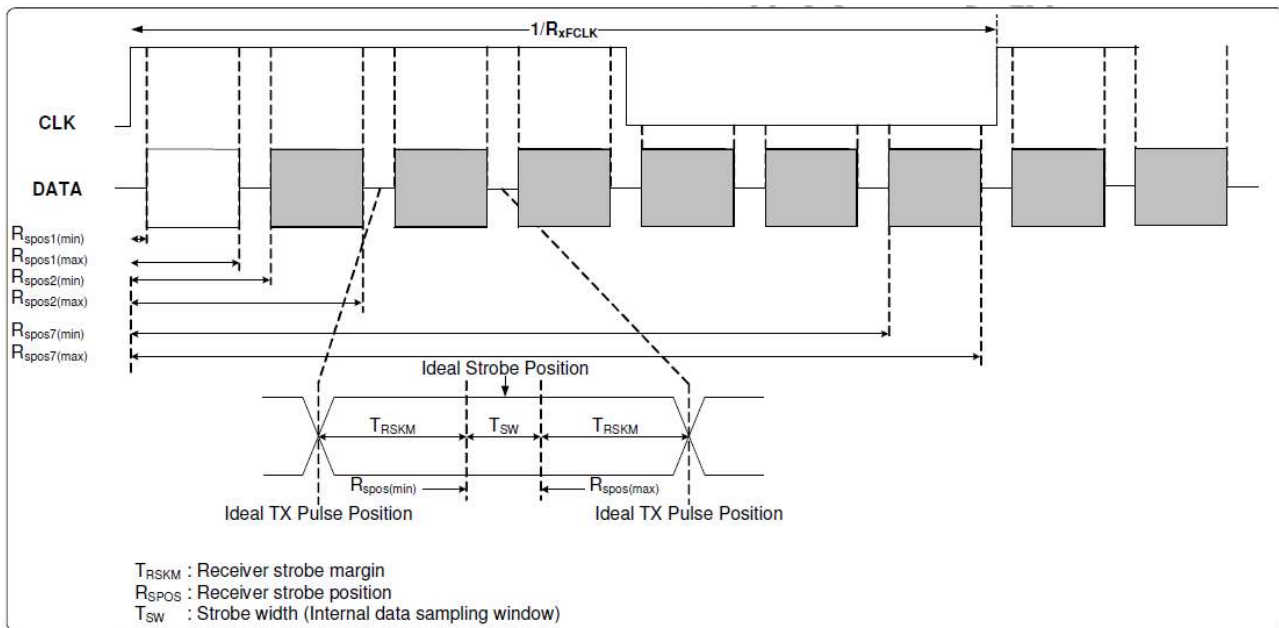 1/RxFCLK
CLK
DATA
Rspos1(min)
Rspos1(max)
Rspos2(min)
Rspos2(max)
Rspos7(min)
Rspos7(max)
Ideal Strobe Position
TRSKM TSW TRSKM
Rspos(min) Rspos(max)
Ideal TX Pulse Position Ideal TX Pulse Position
TRSKM : Receiver strobe margin
RSPOS : Receiver strobe position
TSW : Strobe width (Internal data sampling window)